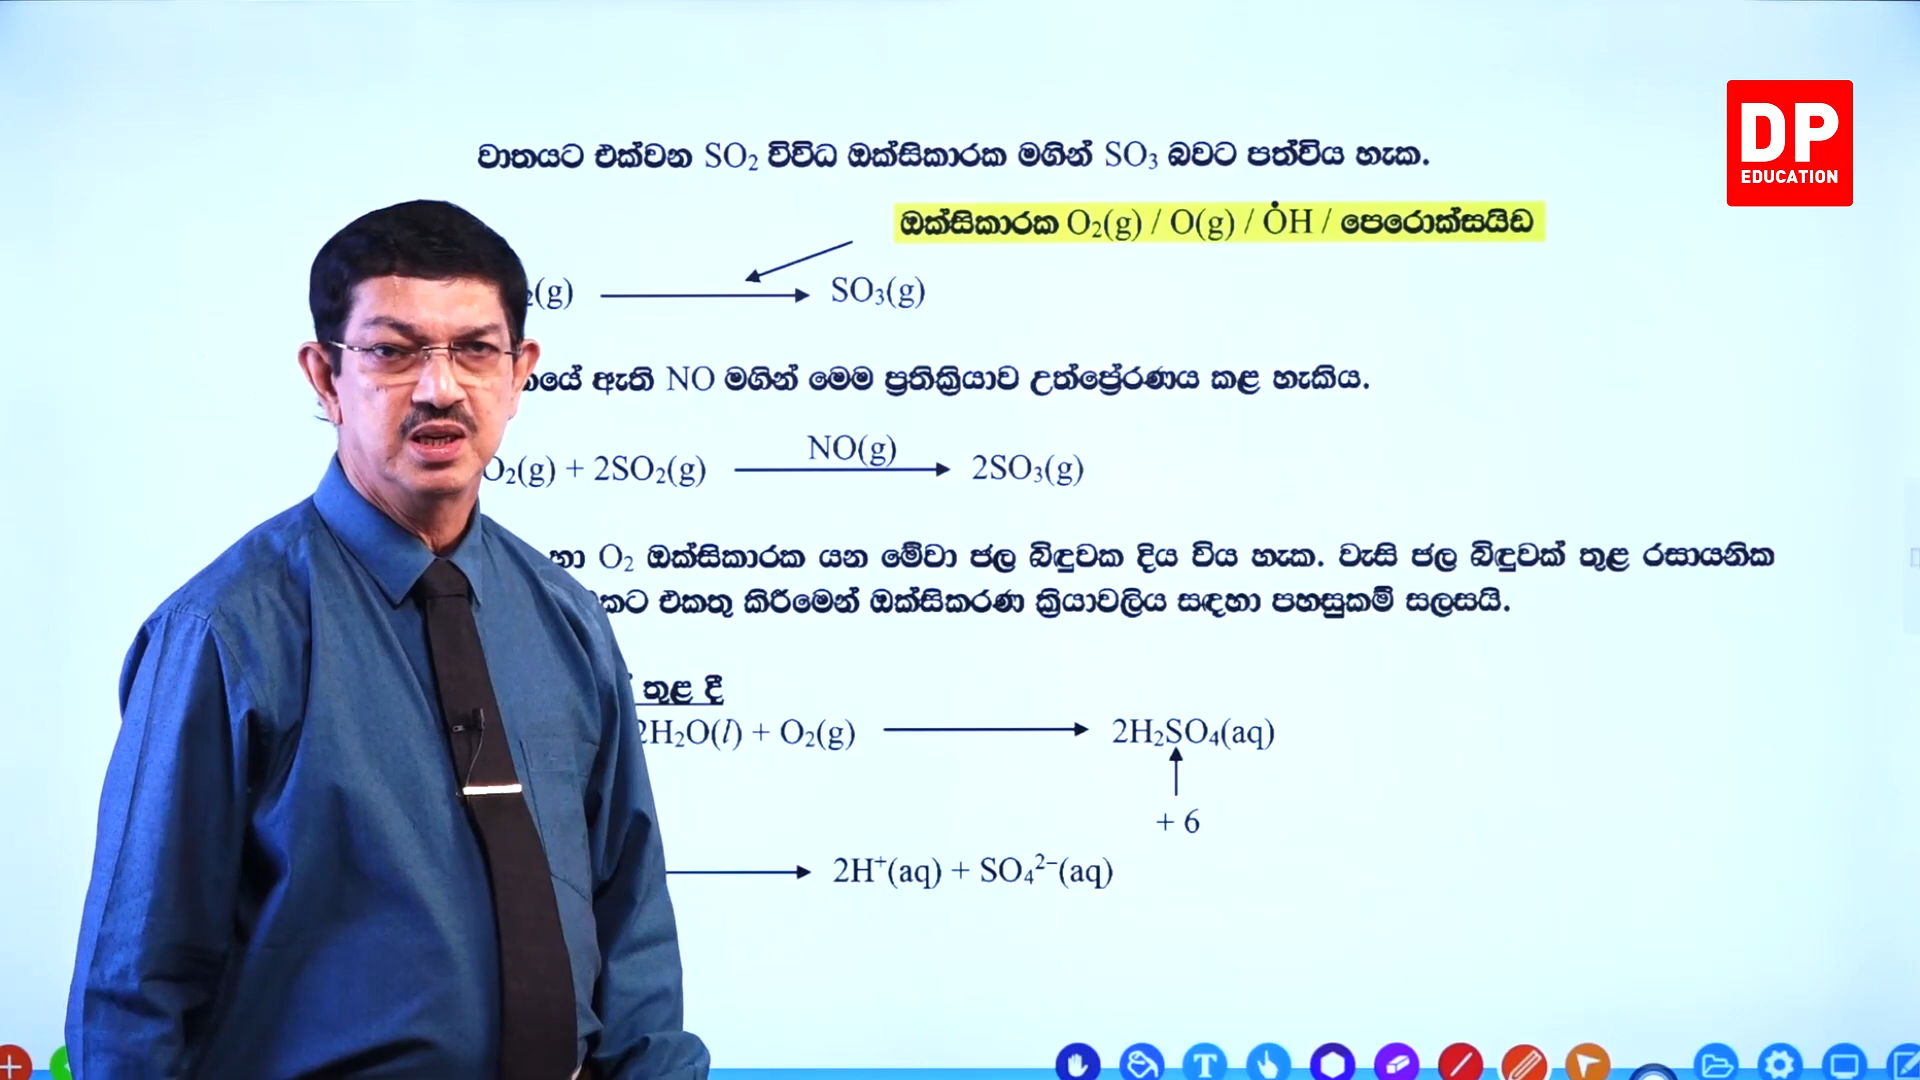 DP
EDUCATION
වාතයට එක්වන SO₂ විවිධ ඔක්සිකාරක මගින් SO₃ බවට පත්විය හැක.
ඔක්සිකාරක O₂(g) / O(g) / ȮH / පෙරොක්සයිඩ
(g) SO₃(g)
ඇති NO මගින් මෙම ප්‍රතික්‍රියාව උත්ප්‍රේරණය කළ හැකිය.
NO(g)
O₂(g) + 2SO₂(g) 2SO₃(g)
හා O₂ ඔක්සිකාරක යන මේවා ජල බිඳුවක දිය විය හැක. වැසි ජල බිඳුවක් තුළ රසායනික
එකතු කිරීමෙන් ඔක්සිකරණ ක්‍රියාවලිය සඳහා පහසුකම් සලසයි.
තුළ දී
2H₂O(l) + O₂(g) 2H₂SO₄(aq)
+ 6
2H⁺(aq) + SO₄²⁻(aq)